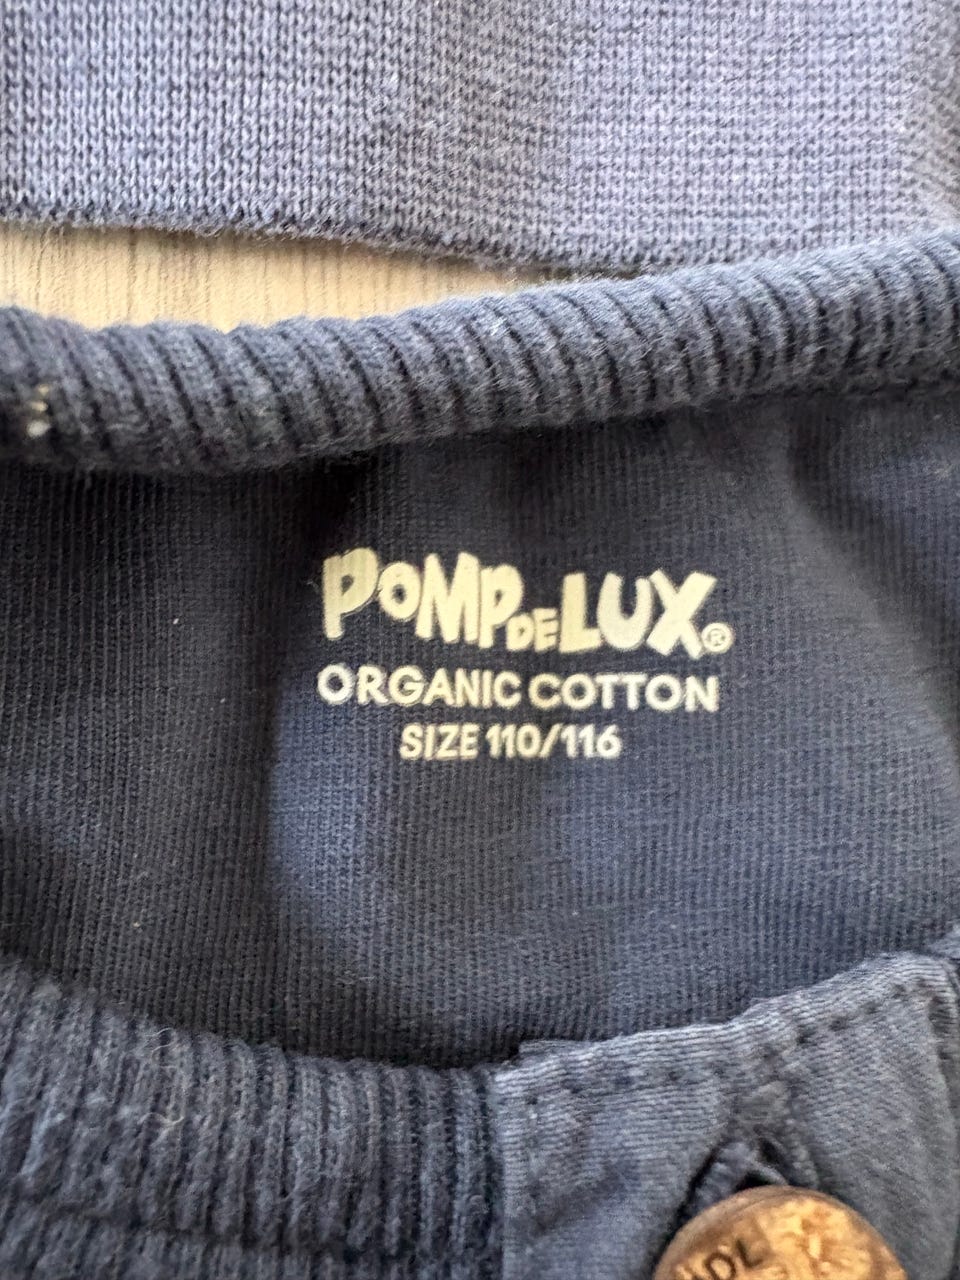 POMPDELUX®
ORGANIC COTTON
SIZE 110/116